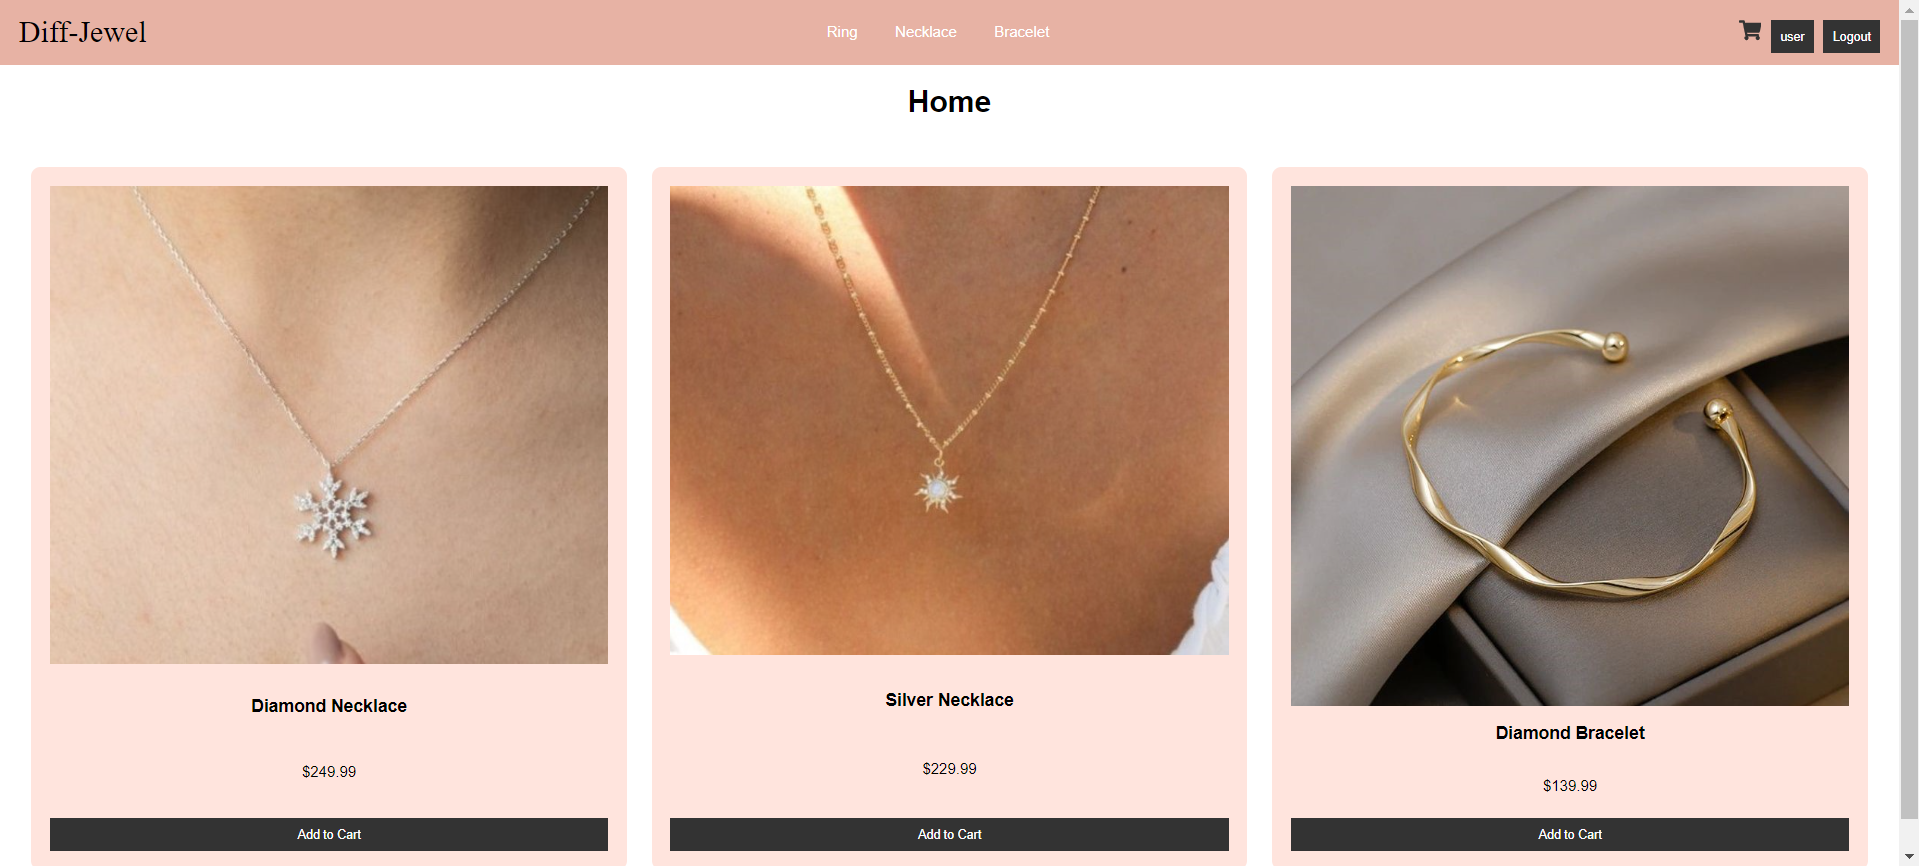 Diff-Jewel
Ring
Necklace
Bracelet
user
Logout
Home
Diamond Necklace
$249.99
Add to Cart
Silver Necklace
$229.99
Add to Cart
Diamond Bracelet
$139.99
Add to Cart